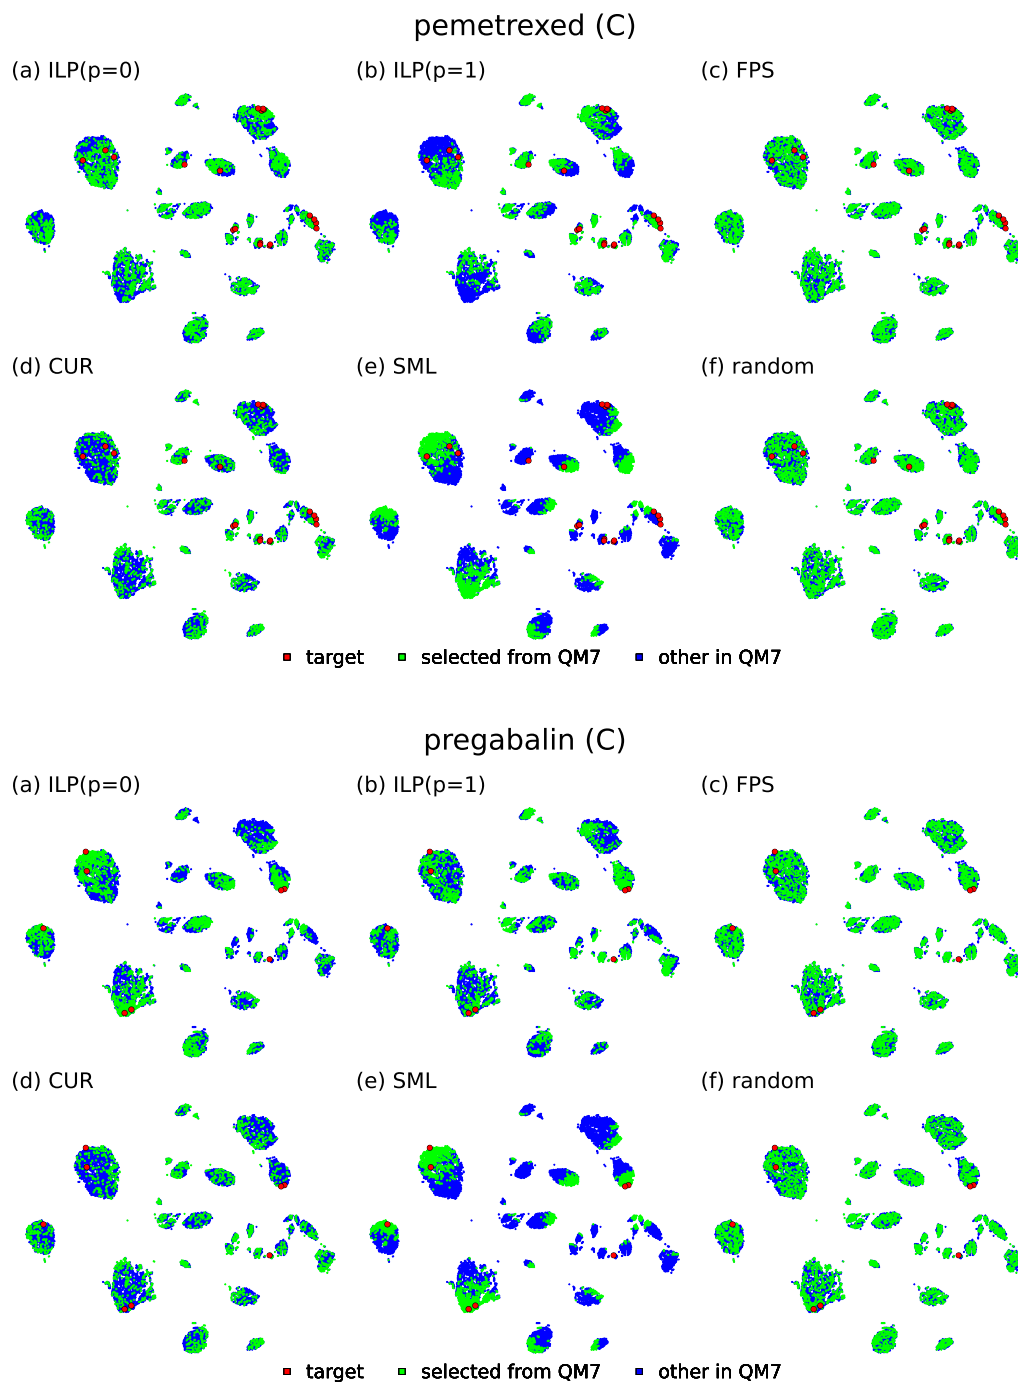 pemetrexed (C)
(a) ILP(p=0)
(b) ILP(p=1)
(c) FPS
(d) CUR
(e) SML
(f) random
target
selected from QM7
other in QM7
pregabalin (C)
(a) ILP(p=0)
(b) ILP(p=1)
(c) FPS
(d) CUR
(e) SML
(f) random
target
selected from QM7
other in QM7